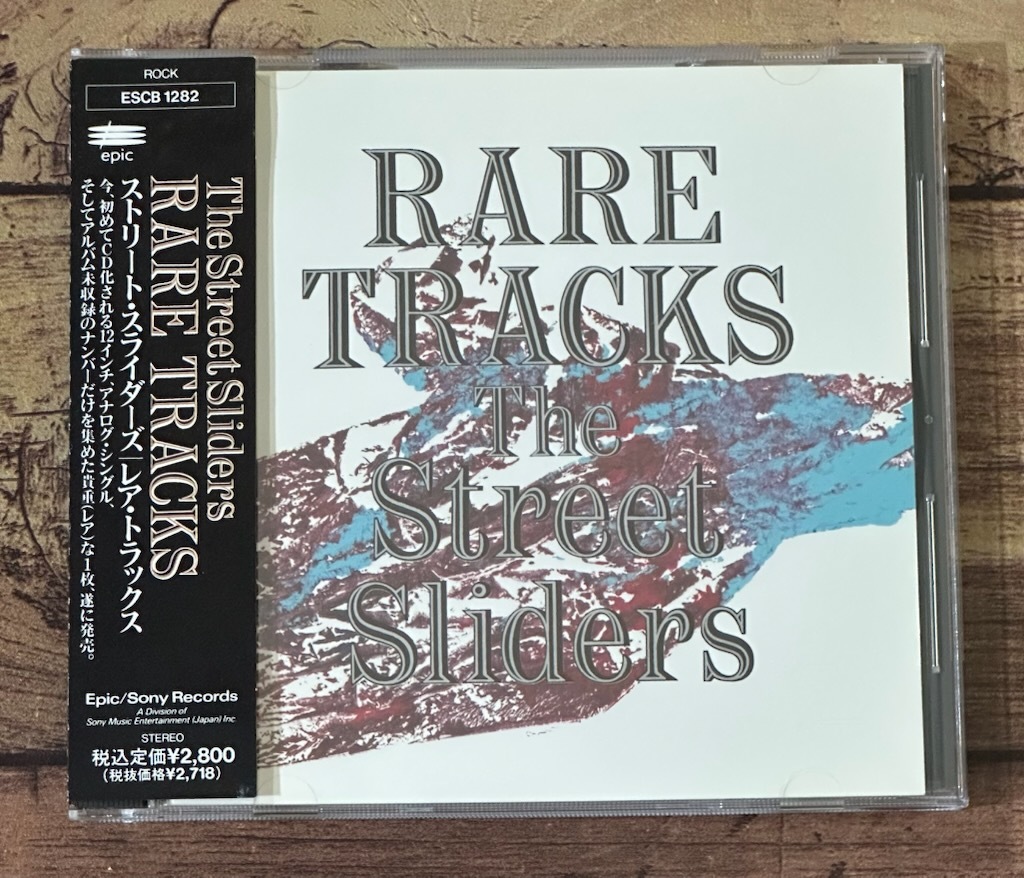 ROCK
ESCB 1282
epic
The Street Sliders
RARE TRACKS
ストリート・スライダーズ／レア・トラックス
今、初めてCD化される12インチ、アナログ・シングル、
そしてアルバム未収録のナンバーだけを集めた貴重（レア）な1枚、遂に発売。
Epic/Sony Records
A Division of
Sony Music Entertainment (Japan) Inc
STEREO
税込定価¥2,800
(税抜価格¥2,718)
RARE
TRACKS
The
Street
Sliders